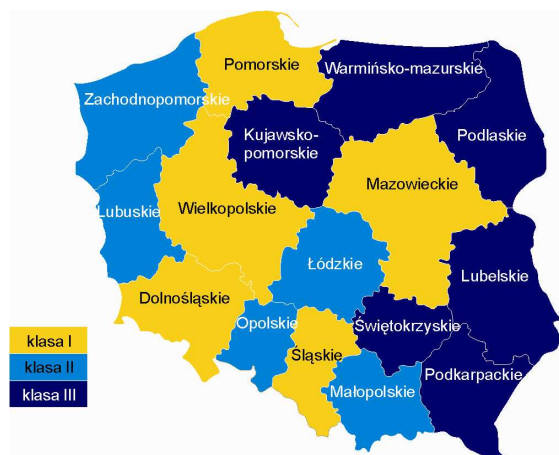 Pomorskie
Warmińsko-mazurskie
Zachodnopomorskie
Kujawsko-
pomorskie
Podlaskie
Mazowieckie
Lubuskie
Wielkopolskie
Łódzkie
Lubelskie
Dolnośląskie
Opolskie
Śląskie
Świętokrzyskie
Małopolskie
Podkarpackie
klasa I
klasa II
klasa III